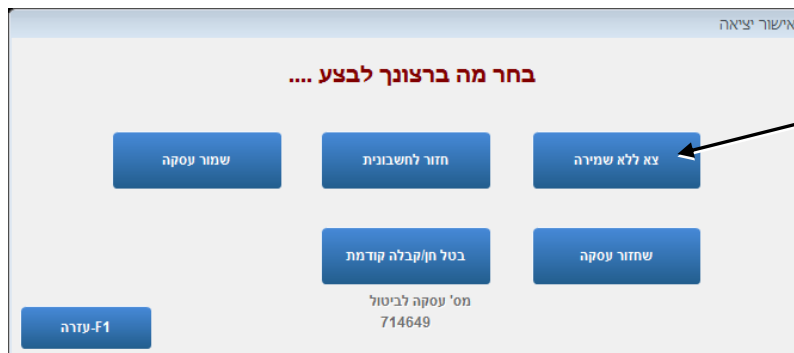 אישור יציאה
בחר מה ברצונך לבצע ....
צא ללא שמירה
חזור לחשבונית
שמור עסקה
שחזור עסקה
בטל חן/קבלה קודמת
מס' עסקה לביטול
714649
F1-עזרה